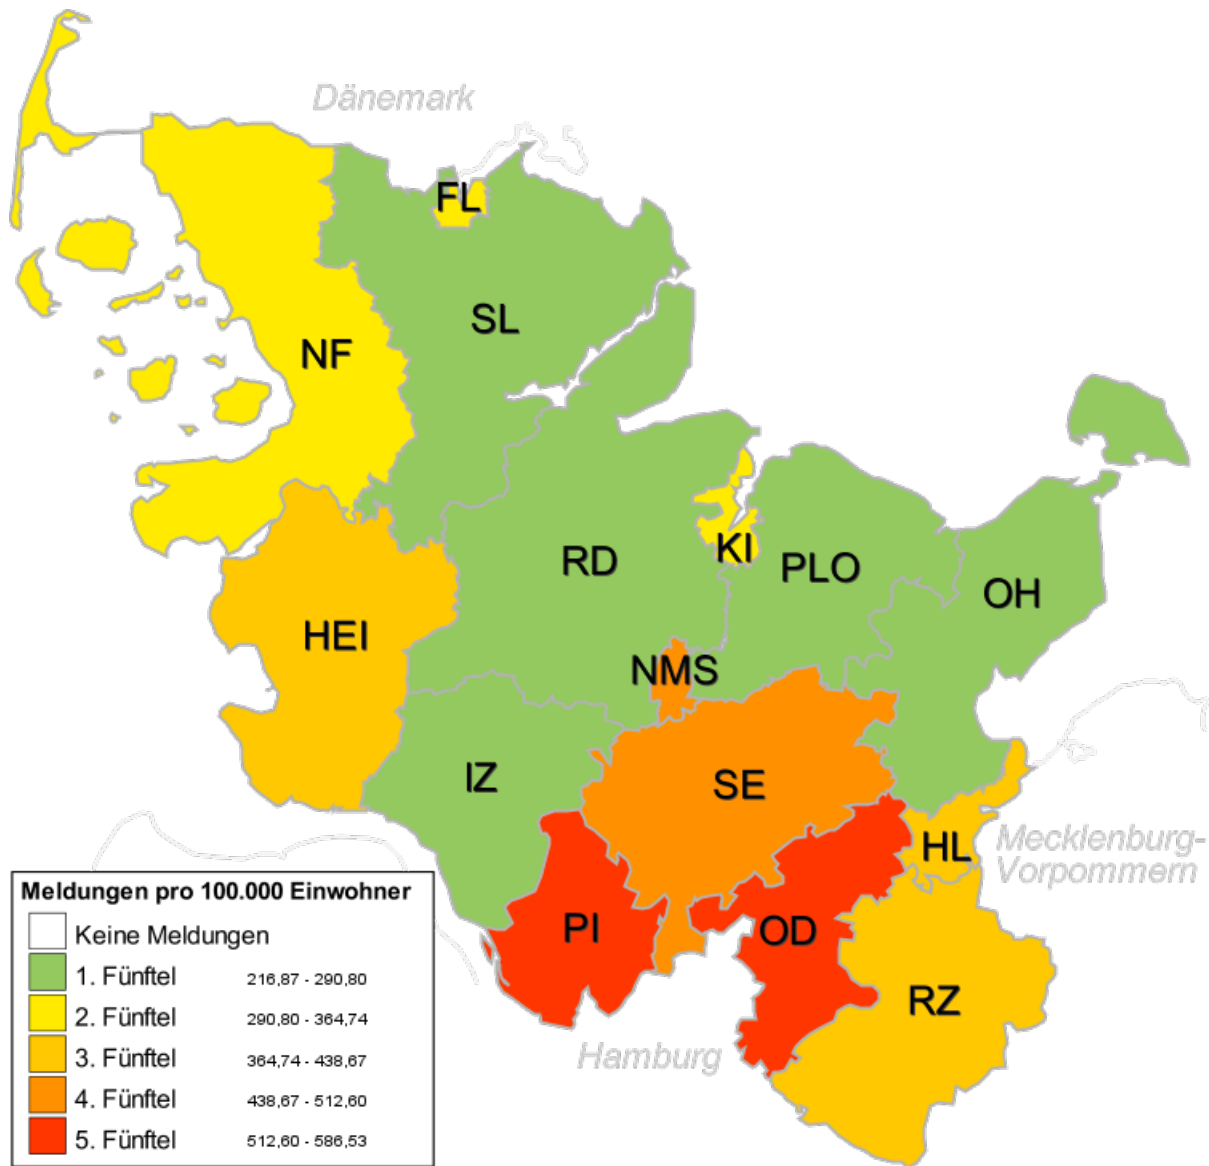 Dänemark
FL
SL
NF
KI
RD
PLO
OH
HEI
NMS
IZ
SE
HL
Mecklenburg-
Vorpommern
PI
OD
RZ
Hamburg
Meldungen pro 100.000 Einwohner
Keine Meldungen
1. Fünftel 216,87 - 290,80
2. Fünftel 290,80 - 364,74
3. Fünftel 364,74 - 438,67
4. Fünftel 438,67 - 512,60
5. Fünftel 512,60 - 586,53